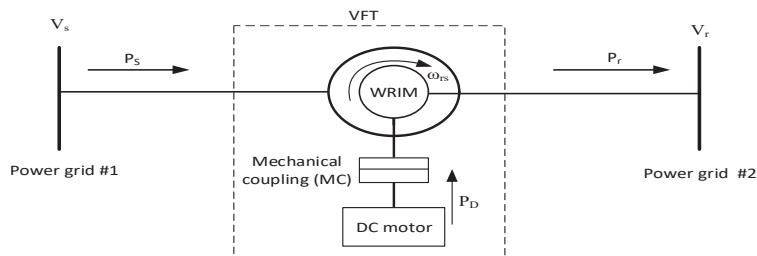 VFT
Vs
Vr
PS
Pr
ωrs
WRIM
Power grid #1
Mechanical
coupling (MC)
Power grid #2
PD
DC motor